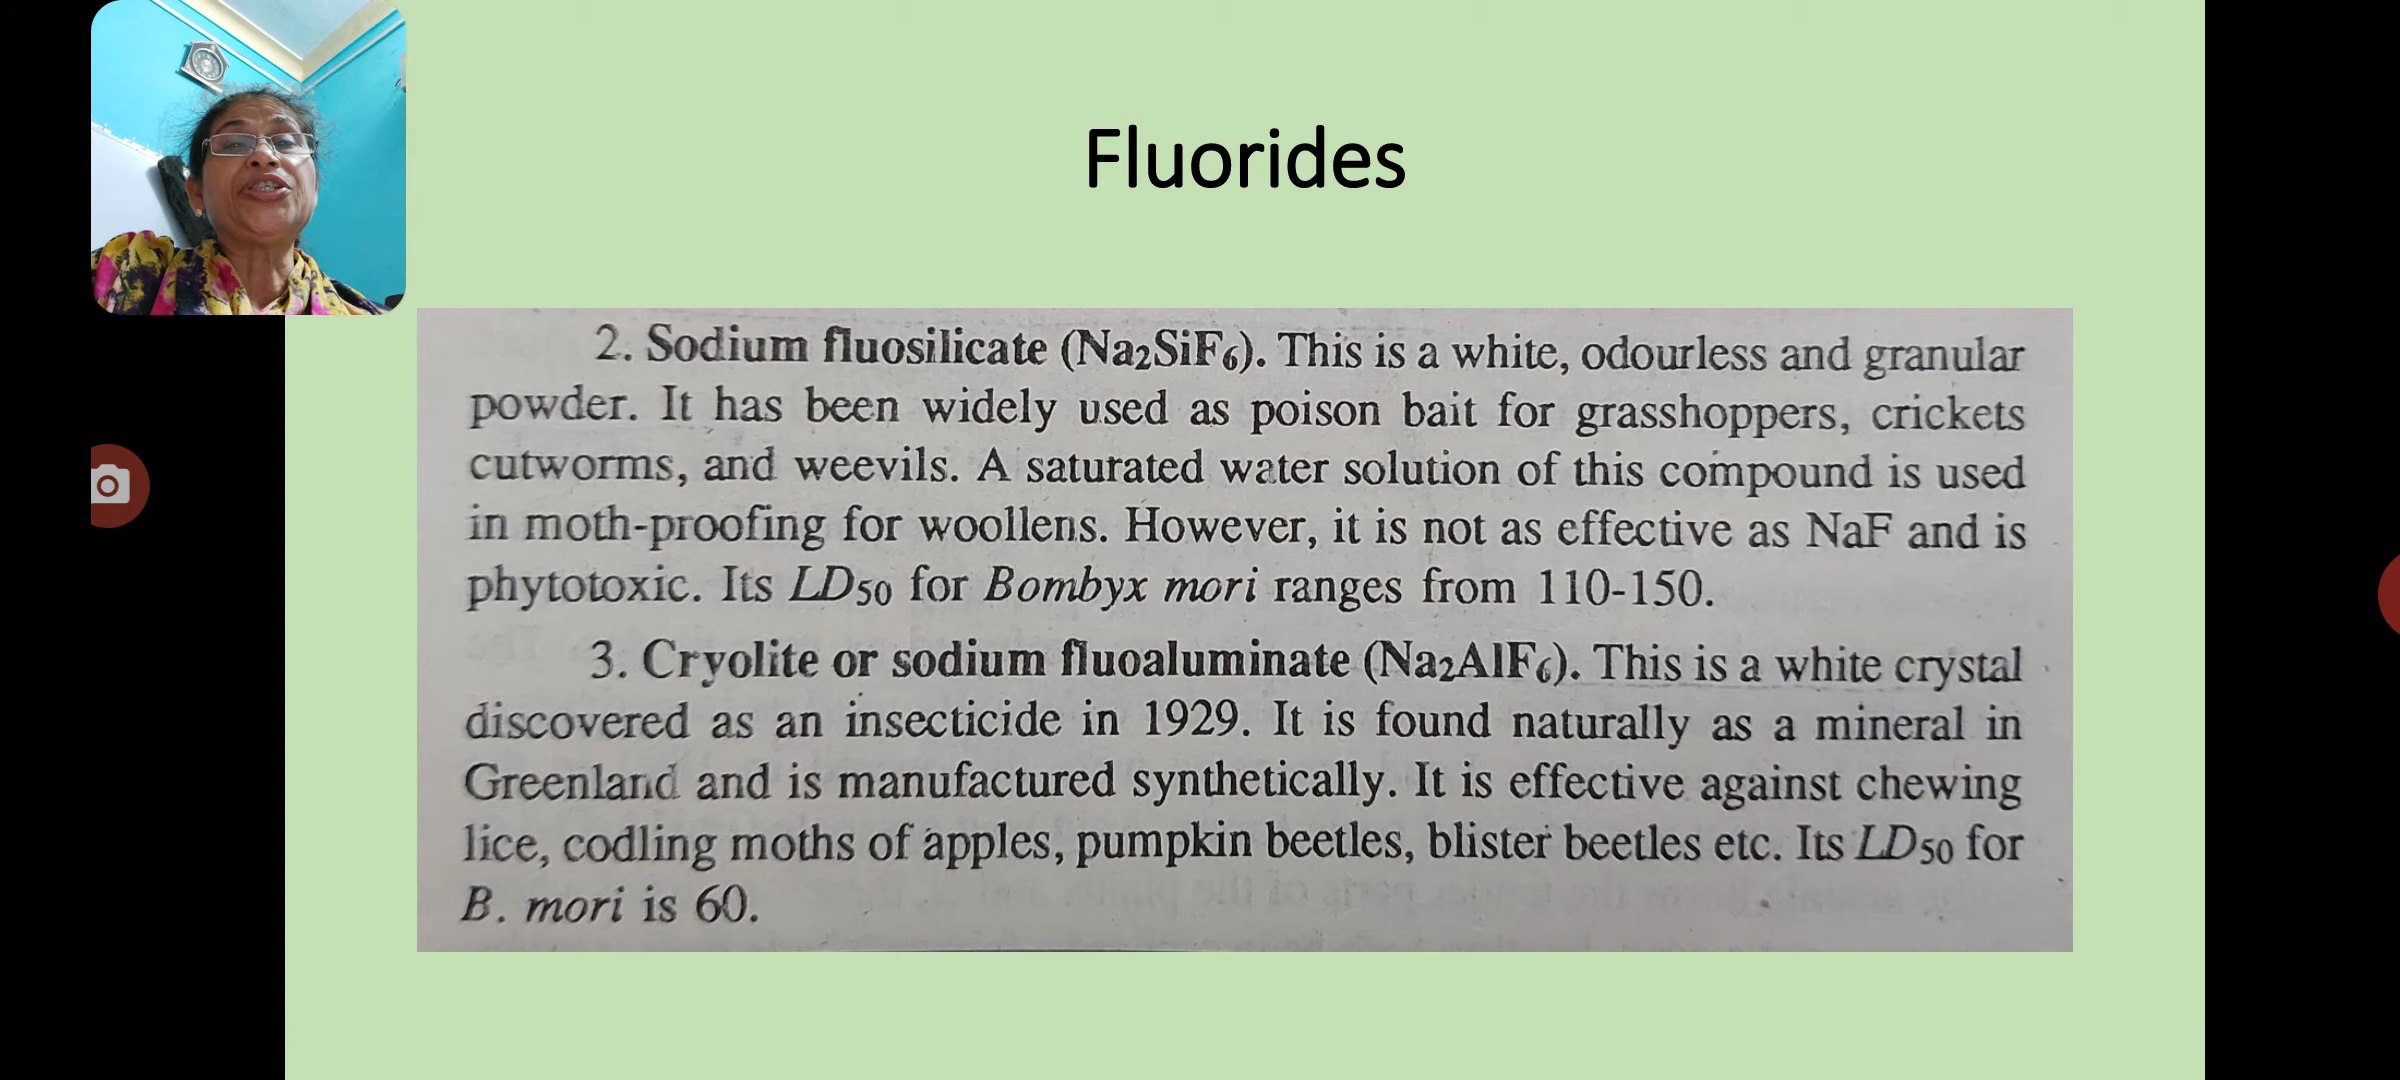 Fluorides
2. Sodium fluosilicate (Na₂SiF₆). This is a white, odourless and granular
powder. It has been widely used as poison bait for grasshoppers, crickets
cutworms, and weevils. A saturated water solution of this compound is used
in moth-proofing for woollens. However, it is not as effective as NaF and is
phytotoxic. Its LD₅₀ for Bombyx mori ranges from 110-150.
3. Cryolite or sodium fluoaluminate (Na₂AlF₆). This is a white crystal
discovered as an insecticide in 1929. It is found naturally as a mineral in
Greenland and is manufactured synthetically. It is effective against chewing
lice, codling moths of apples, pumpkin beetles, blister beetles etc. Its LD₅₀ for
B. mori is 60.